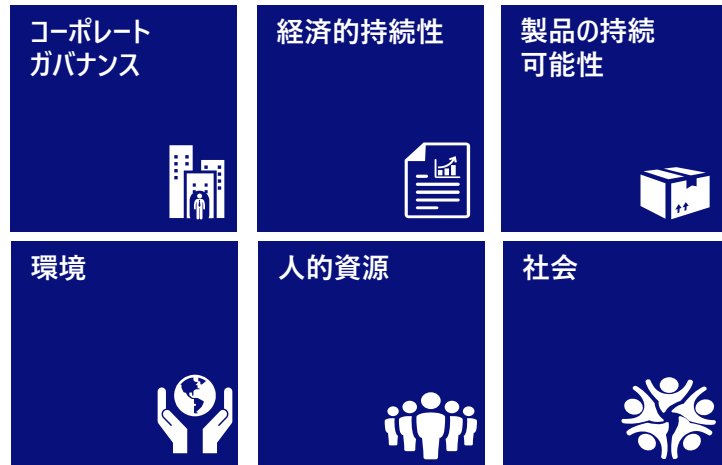 コーポレート
ガバナンス
経済的持続性
製品の持続
可能性
環境
人的資源
社会